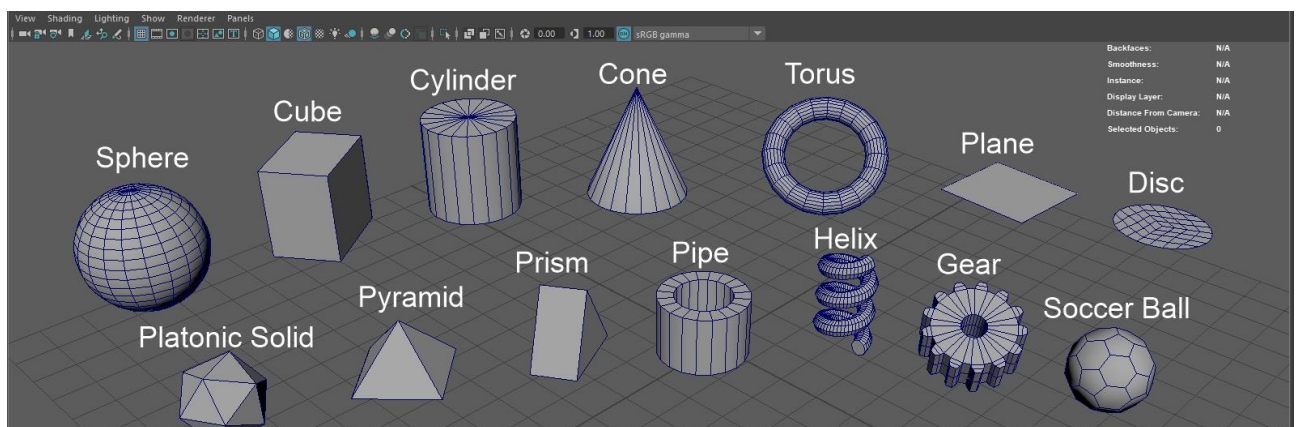 View Shading Lighting Show Renderer Panels
0.00 1.00 sRGB gamma
Backfaces: N/A
Smoothness: N/A
Instance: N/A
Display Layer: N/A
Distance From Camera: N/A
Selected Objects: 0
Sphere
Cube
Cylinder
Cone
Torus
Plane
Disc
Platonic Solid
Pyramid
Prism
Pipe
Helix
Gear
Soccer Ball